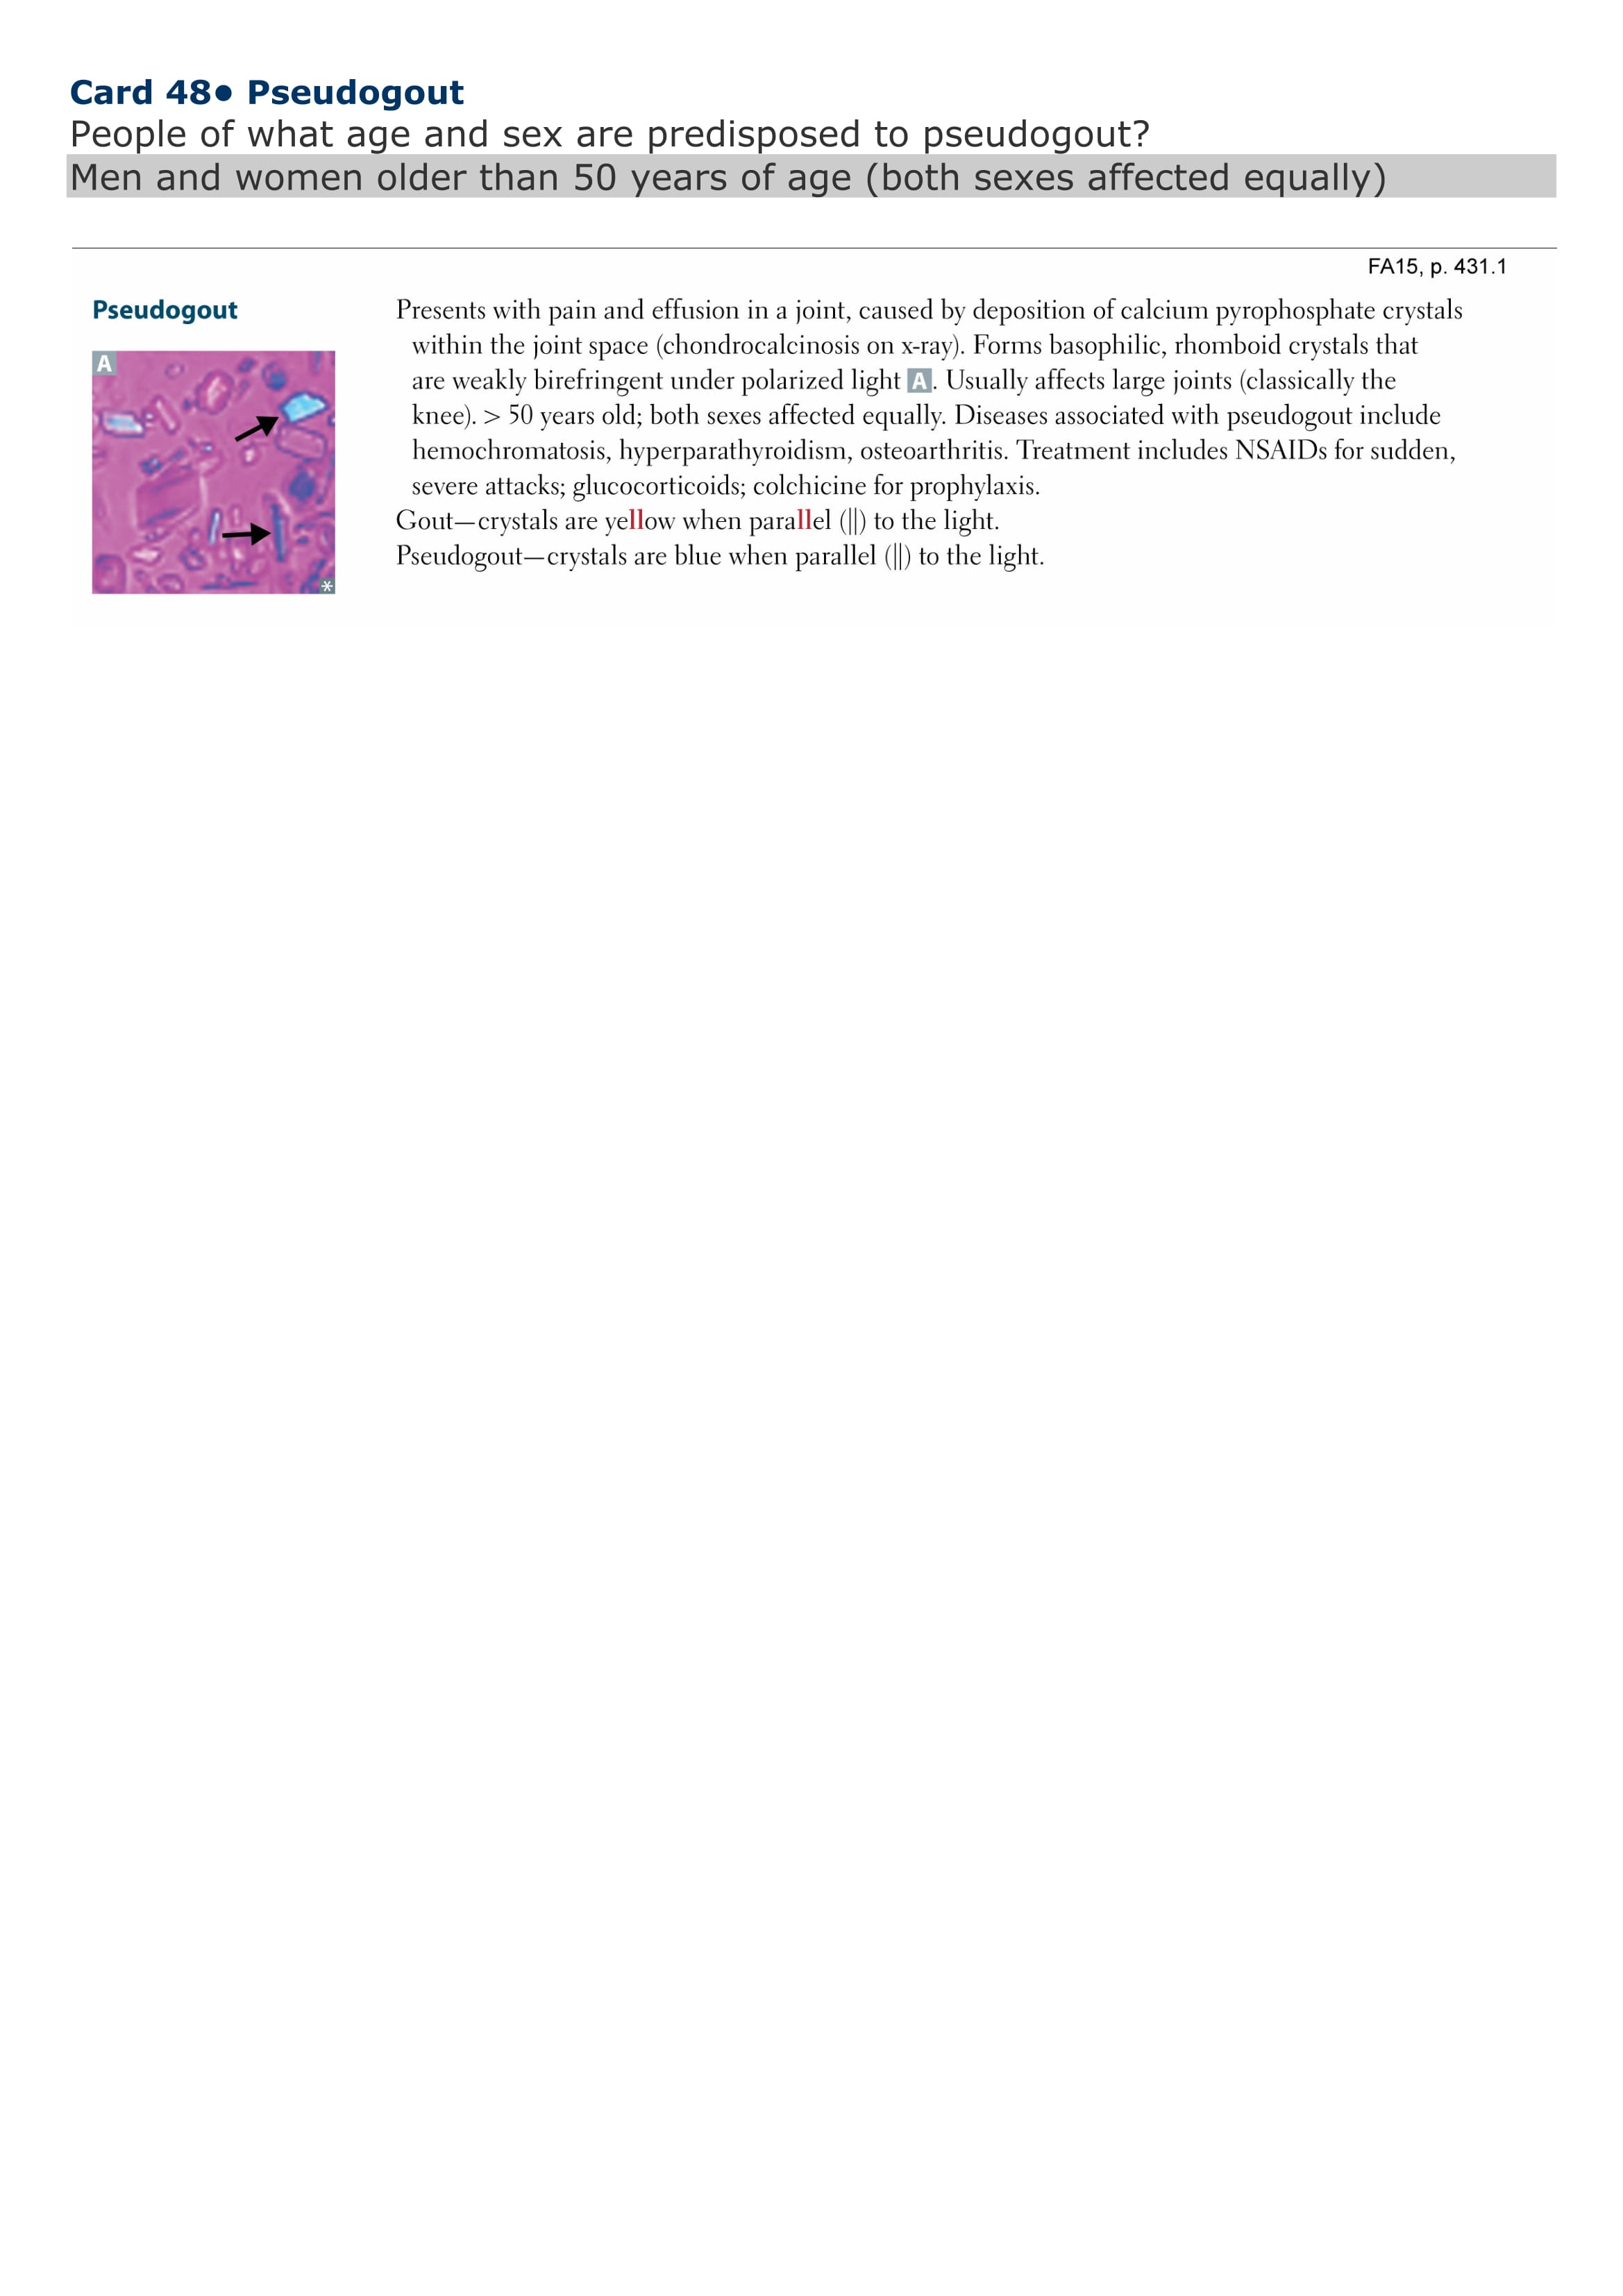 Card 48● Pseudogout
People of what age and sex are predisposed to pseudogout?
Men and women older than 50 years of age (both sexes affected equally)
FA15, p. 431.1
Pseudogout
A
*
Presents with pain and effusion in a joint, caused by deposition of calcium pyrophosphate crystals
within the joint space (chondrocalcinosis on x-ray). Forms basophilic, rhomboid crystals that
are weakly birefringent under polarized light A. Usually affects large joints (classically the
knee). > 50 years old; both sexes affected equally. Diseases associated with pseudogout include
hemochromatosis, hyperparathyroidism, osteoarthritis. Treatment includes NSAIDs for sudden,
severe attacks; glucocorticoids; colchicine for prophylaxis.
Gout—crystals are yellow when parallel (||) to the light.
Pseudogout—crystals are blue when parallel (||) to the light.